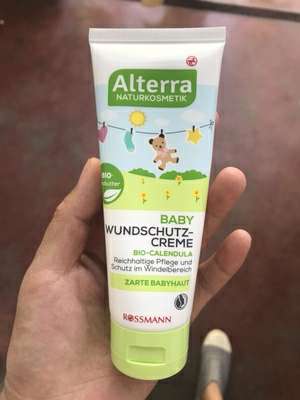 Alterra
NATURKOSMETIK
BIO-
BABY
WUNDSCHUTZ-
CREME
BIO-CALENDULA
Reichhaltige Pflege und
Schutz im Windelbereich
ZARTE BABYHAUT
ROSSMANN